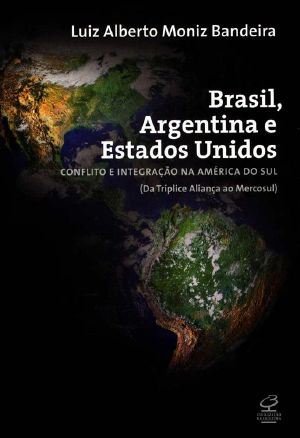 Luiz Alberto Moniz Bandeira
Brasil,
Argentina e
Estados Unidos
CONFLITO E INTEGRAÇÃO NA AMÉRICA DO SUL
(Da Tríplice Aliança ao Mercosul)